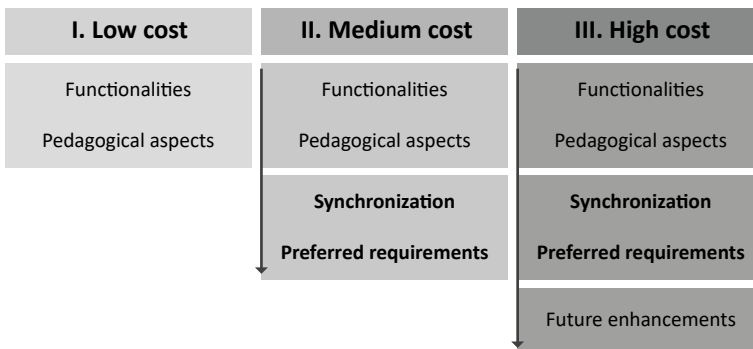 I. Low cost
Functionalities
Pedagogical aspects
II. Medium cost
Functionalities
Pedagogical aspects
Synchronization
Preferred requirements
III. High cost
Functionalities
Pedagogical aspects
Synchronization
Preferred requirements
Future enhancements